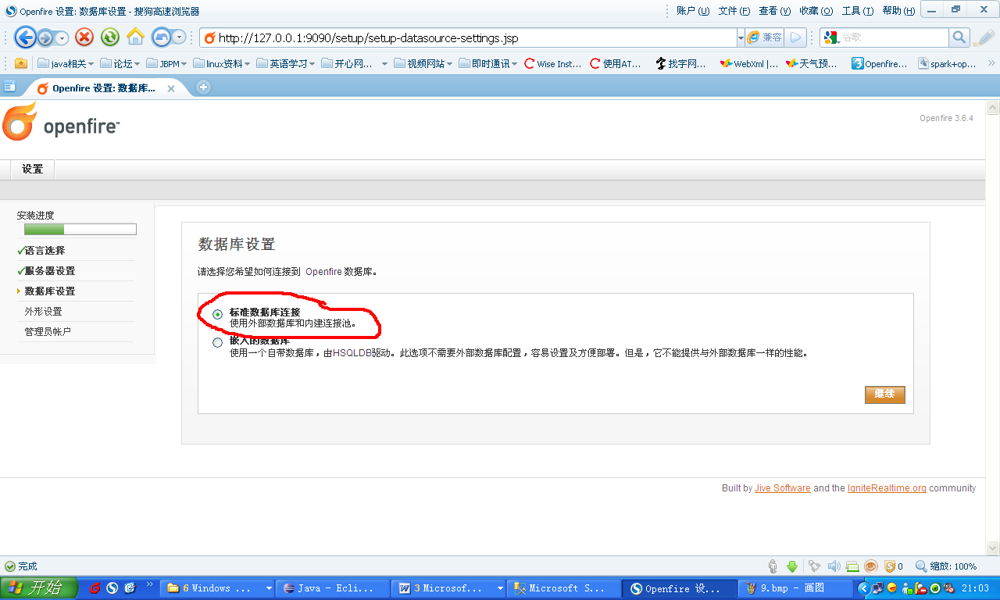 Openfire 设置: 数据库设置 - 搜狗高速浏览器
账户 (U) 文件 (F) 查看 (V) 收藏 (O) 工具 (T) 帮助 (H)
http://127.0.0.1:9090/setup/setup-datasource-settings.jsp
兼容
谷歌
java相关 论坛 JBPM linux资料 英语学习 开心网... 视频网站 即时通讯 Wise Inst... 使用AT... 找字网... WebXml |... 天气预... Openfire... spark+op...
Openfire 设置: 数据库...
openfire™
Openfire 3.6.4
设置
安装进度
语言选择
服务器设置
数据库设置
外形设置
管理员帐户
数据库设置
请选择您希望如何连接到 Openfire 数据库。
标准数据库连接
使用外部数据库和内建连接池。
嵌入的数据库
使用一个自带数据库，由HSQLDB驱动。此选项不需要外部数据库配置，容易设置及方便部署。但是，它不能提供与外部数据库一样的性能。
继续
Built by Jive Software and the IgniteRealtime.org community
完成
0
缩放: 100%
开始
6 Windows ...
Java - Ecli...
3 Microsof...
Microsoft S...
Openfire 设...
9.bmp - 画图
21:03